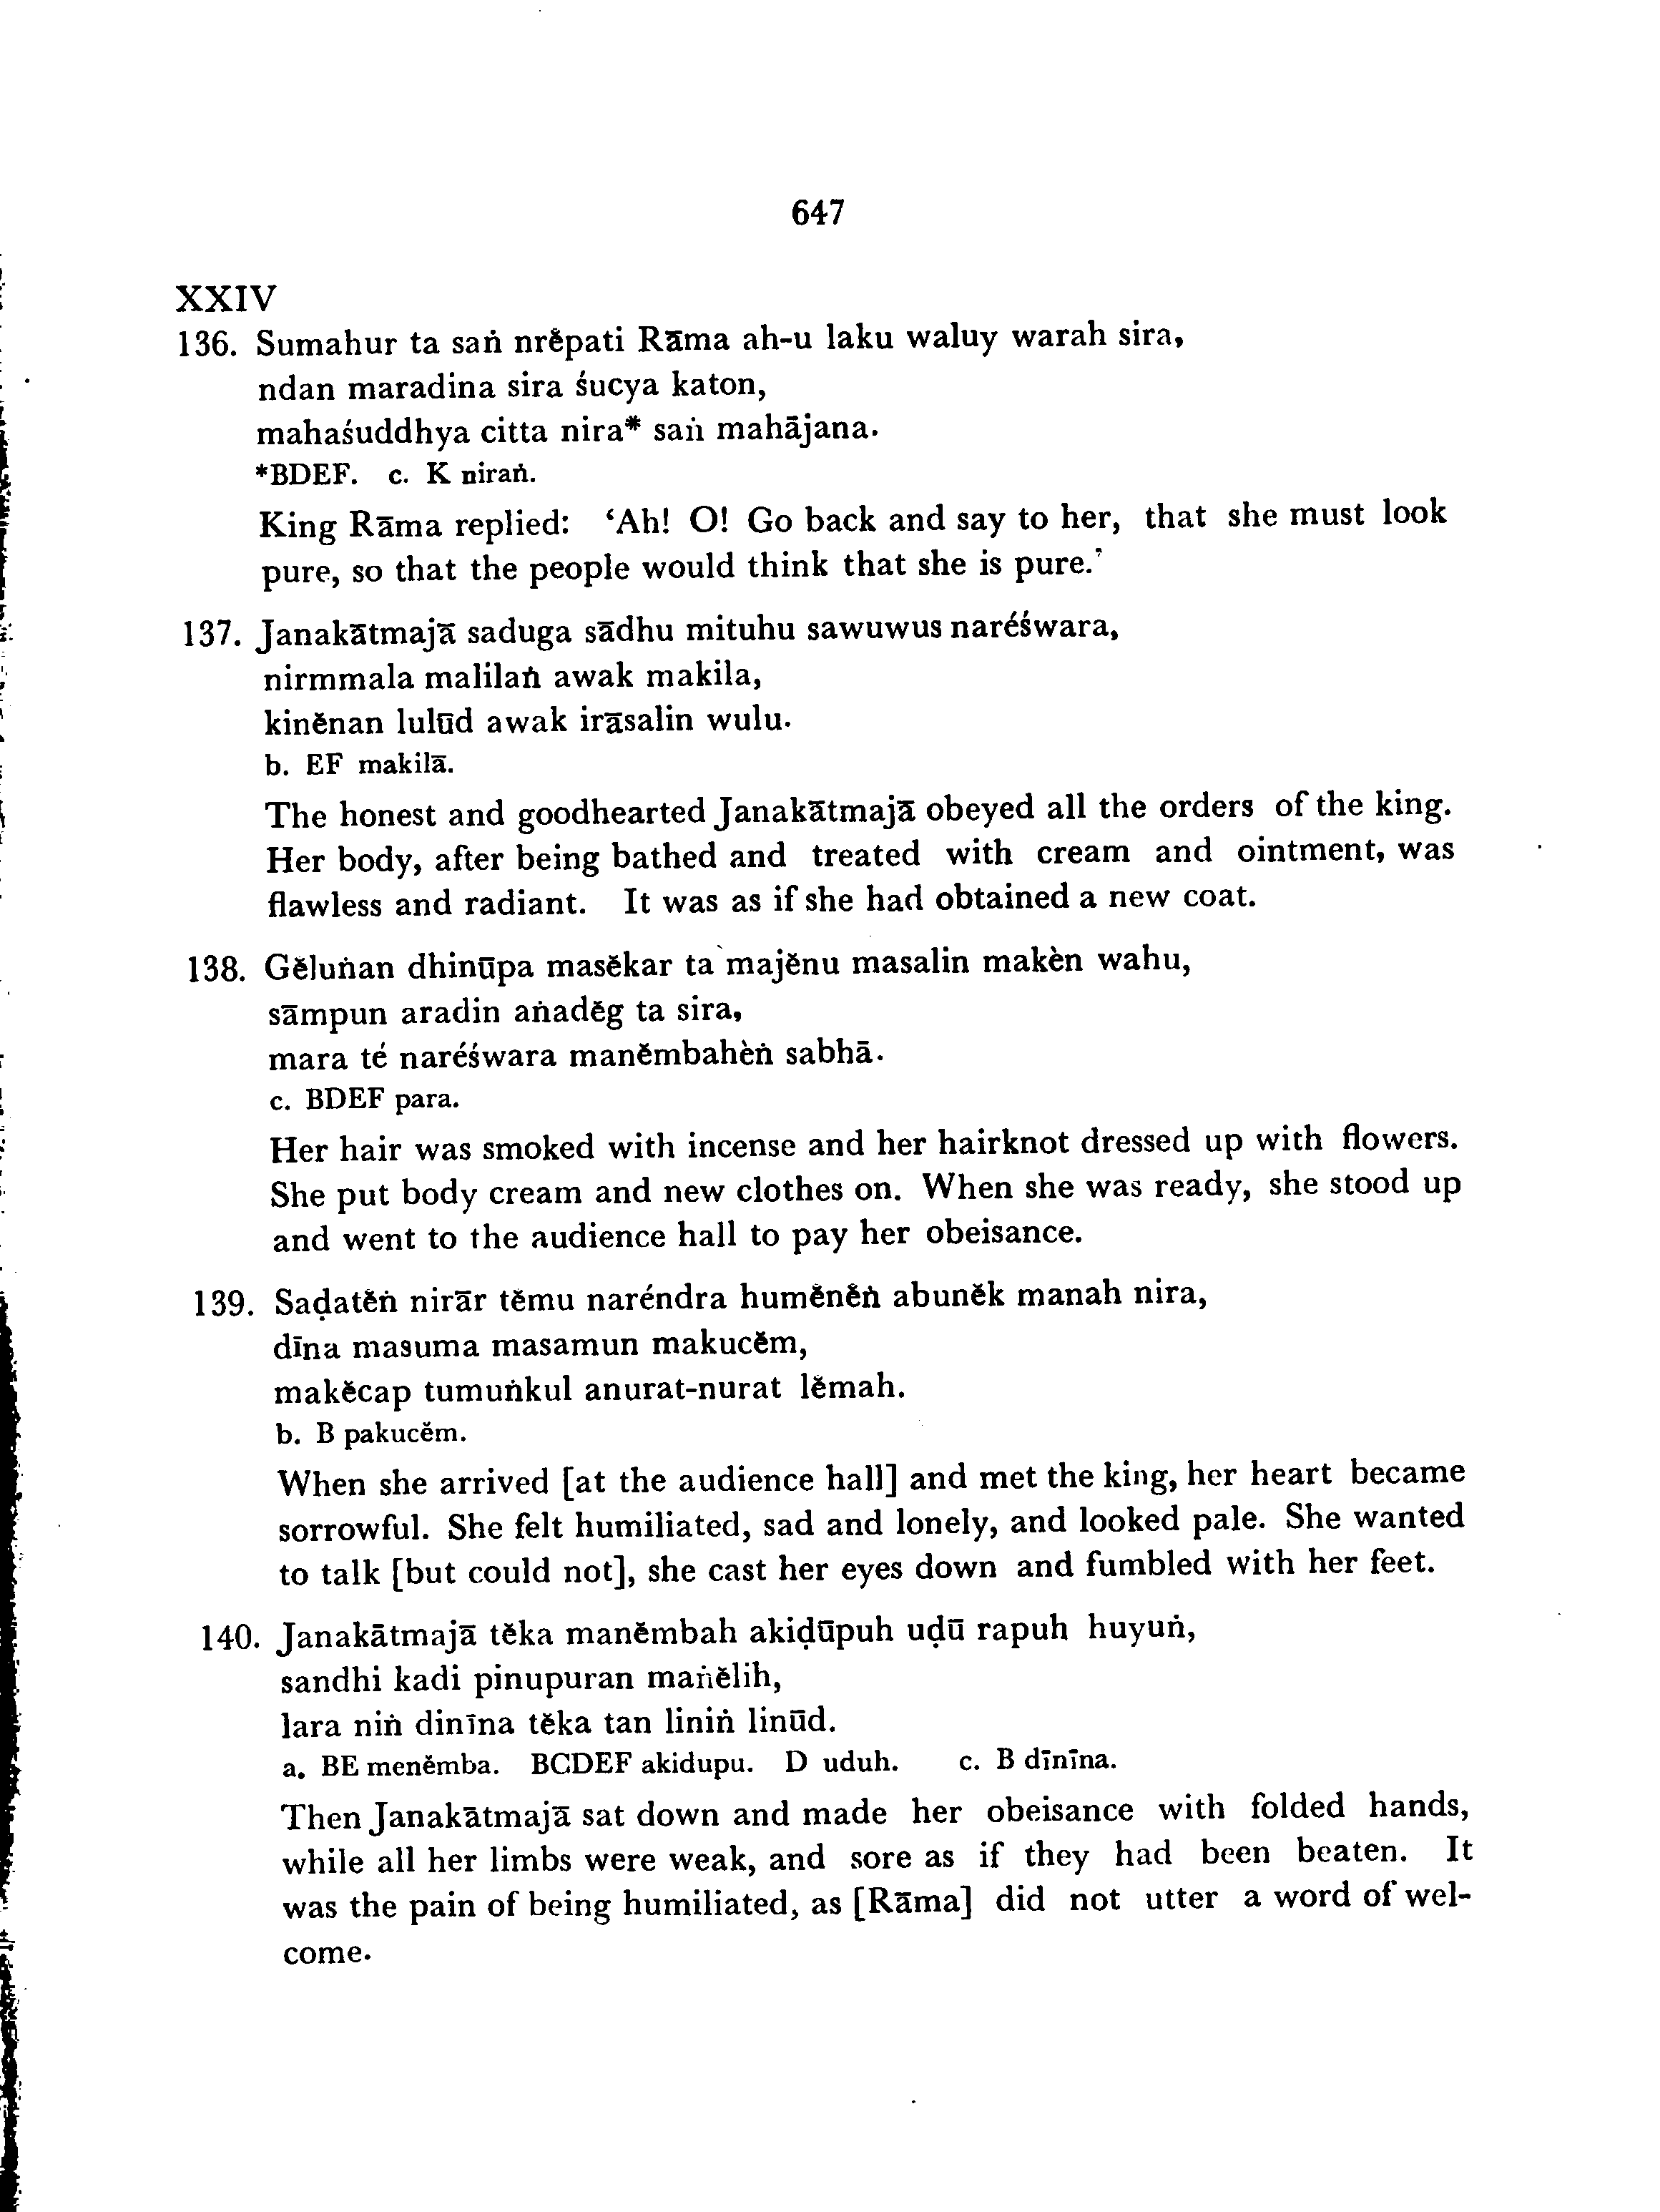 647
XXIV
136. Sumahur ta saṅ nrĕpati Rāma ah-u laku waluy warah sira,
ndan maradina sira śucya katon,
mahaśuddhya citta nira* saṅ mahājana.
*BDEF. c. K niraṅ.
King Rāma replied: ‘Ah! O! Go back and say to her, that she must look
pure, so that the people would think that she is pure.’
137. Janakātmajā saduga sādhu mituhu sawuwus naréśwara,
nirmmala malilaṅ awak makila,
kinĕnan lulūd awak irāsalin wulu.
b. EF makilā.
The honest and goodhearted Janakātmajā obeyed all the orders of the king.
Her body, after being bathed and treated with cream and ointment, was
flawless and radiant. It was as if she had obtained a new coat.
138. Gĕluṅan dhinūpa masĕkar ta majĕnu masalin makèn wahu,
sāmpun aradin aṅadĕg ta sira,
mara té naréśwara manĕmbahèṅ sabhā.
c. BDEF para.
Her hair was smoked with incense and her hairknot dressed up with flowers.
She put body cream and new clothes on. When she was ready, she stood up
and went to the audience hall to pay her obeisance.
139. Saḍatĕṅ nirār tĕmu naréndra humĕnĕṅ abunĕk manah nira,
dīna masuma masamun makucĕm,
makĕcap tumuṅkul anurat-nurat lĕmah.
b. B pakucĕm.
When she arrived [at the audience hall] and met the king, her heart became
sorrowful. She felt humiliated, sad and lonely, and looked pale. She wanted
to talk [but could not], she cast her eyes down and fumbled with her feet.
140. Janakātmajā tĕka manĕmbah akiḍūpuh uḍū rapuh huyuṅ,
sandhi kadi pinupuran maṅĕlih,
lara niṅ dinīna tĕka tan liniṅ linūd.
a. BE menĕmba. BCDEF akidupu. D uduh. c. B dīnīna.
Then Janakātmajā sat down and made her obeisance with folded hands,
while all her limbs were weak, and sore as if they had been beaten. It
was the pain of being humiliated, as [Rāma] did not utter a word of wel-
come.